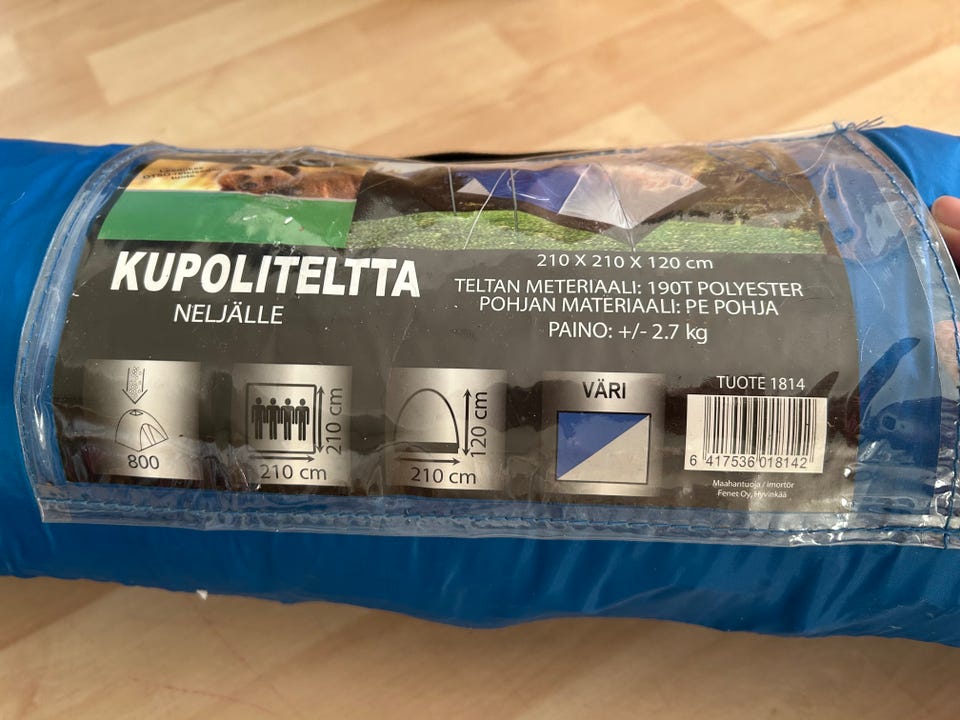 KUPOLITELTTA
NELJÄLLE
210 X 210 X 120 cm
TELTAN METERIAALI: 190T POLYESTER
POHJAN MATERIAALI: PE POHJA
PAINO: +/- 2.7 kg
800
210 cm
210 cm
120 cm
210 cm
VÄRI
TUOTE 1814
6 417536 018142
Maahantuoja / Imortör
Fenet Oy, Hyvinkää